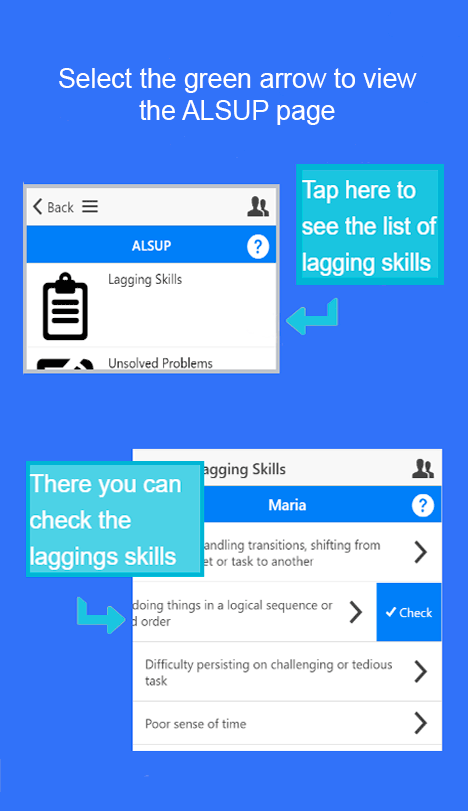 Select the green arrow to view
the ALSUP page
Tap here to
see the list of
lagging skills
Back
ALSUP
?
Lagging Skills
Unsolved Problems
There you can
check the
laggings skills
agging Skills
Maria
?
andling transitions, shifting from
et or task to another
doing things in a logical sequence or
d order
Check
Difficulty persisting on challenging or tedious
task
Poor sense of time